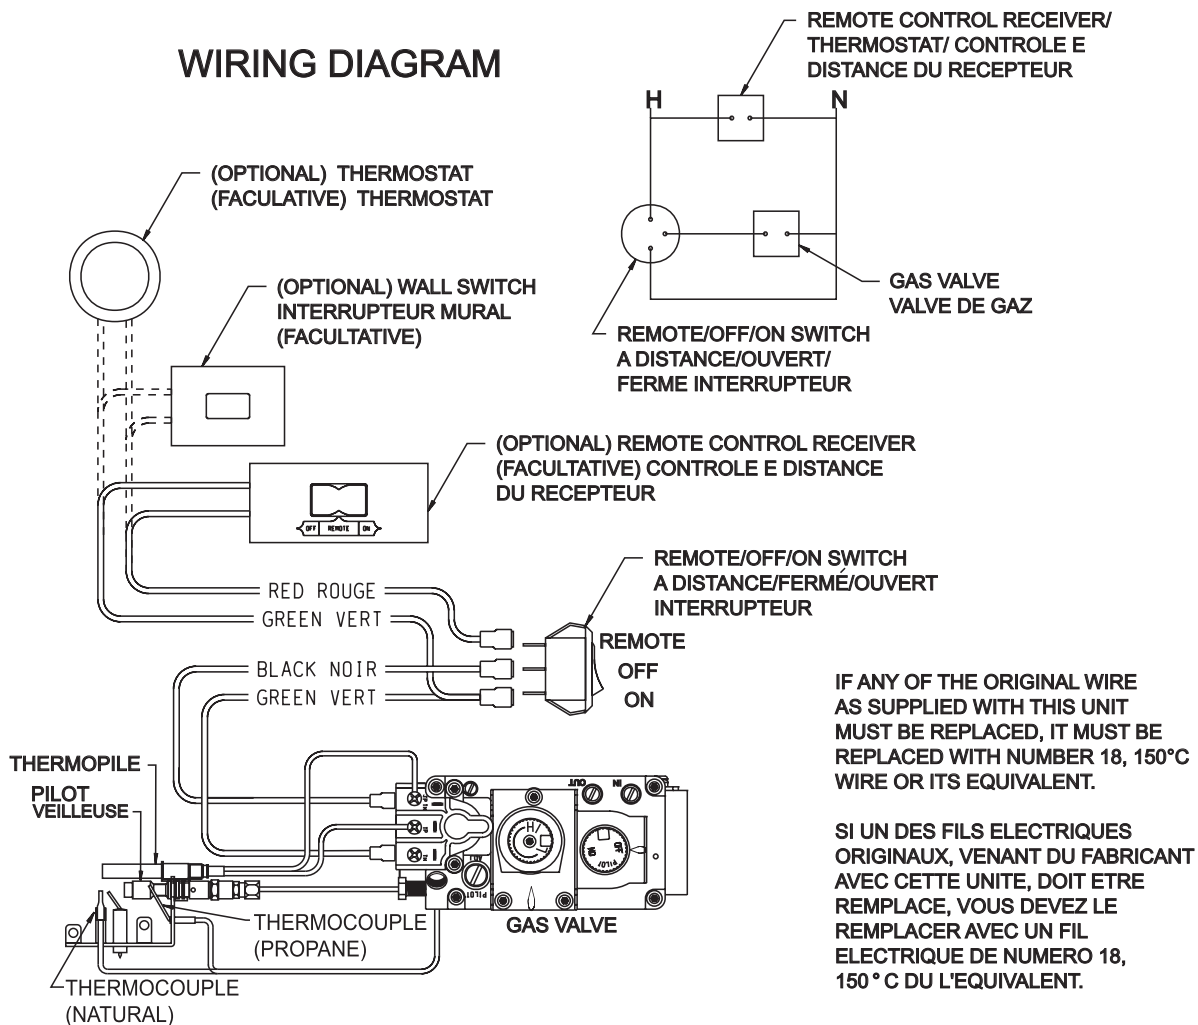 WIRING DIAGRAM
REMOTE CONTROL RECEIVER/
THERMOSTAT/ CONTROLE E
DISTANCE DU RECEPTEUR
H
N
GAS VALVE
VALVE DE GAZ
REMOTE/OFF/ON SWITCH
A DISTANCE/OUVERT/
FERME INTERRUPTEUR
(OPTIONAL) THERMOSTAT
(FACULATIVE) THERMOSTAT
(OPTIONAL) WALL SWITCH
INTERRUPTEUR MURAL
(FACULTATIVE)
(OPTIONAL) REMOTE CONTROL RECEIVER
(FACULTATIVE) CONTROLE E DISTANCE
DU RECEPTEUR
OFF REMOTE ON
REMOTE/OFF/ON SWITCH
A DISTANCE/FERMÉ/OUVERT
INTERRUPTEUR
RED ROUGE
GREEN VERT
BLACK NOIR
GREEN VERT
REMOTE
OFF
ON
IF ANY OF THE ORIGINAL WIRE
AS SUPPLIED WITH THIS UNIT
MUST BE REPLACED, IT MUST BE
REPLACED WITH NUMBER 18, 150°C
WIRE OR ITS EQUIVALENT.
SI UN DES FILS ELECTRIQUES
ORIGINAUX, VENANT DU FABRICANT
AVEC CETTE UNITE, DOIT ETRE
REMPLACE, VOUS DEVEZ LE
REMPLACER AVEC UN FIL
ELECTRIQUE DE NUMERO 18,
150° C DU L'EQUIVALENT.
THERMOPILE
PILOT
VEILLEUSE
OUT
IN
PILOT
OFF
PILOT
GAS VALVE
THERMOCOUPLE
(PROPANE)
THERMOCOUPLE
(NATURAL)